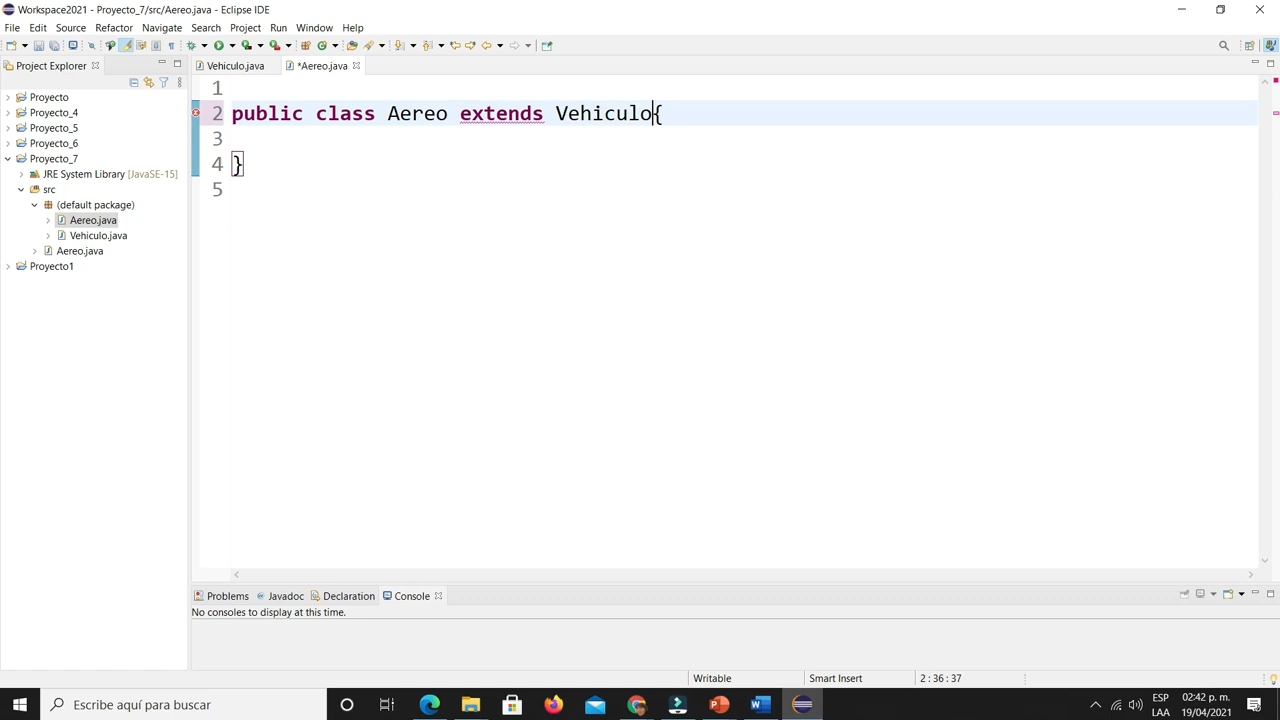 Workspace2021 - Proyecto_7/src/Aereo.java - Eclipse IDE
File Edit Source Refactor Navigate Search Project Run Window Help
Project Explorer
Vehiculo.java
*Aereo.java
Proyecto
Proyecto_4
Proyecto_5
Proyecto_6
Proyecto_7
JRE System Library [JavaSE-15]
src
(default package)
Aereo.java
Vehiculo.java
Aereo.java
Proyecto1
1
2 public class Aereo extends Vehiculo{
3
4 }
5
Problems Javadoc Declaration Console
No consoles to display at this time.
Writable Smart Insert 2 : 36 : 37
Escribe aquí para buscar
ESP
LAA
02:42 p. m.
19/04/2021